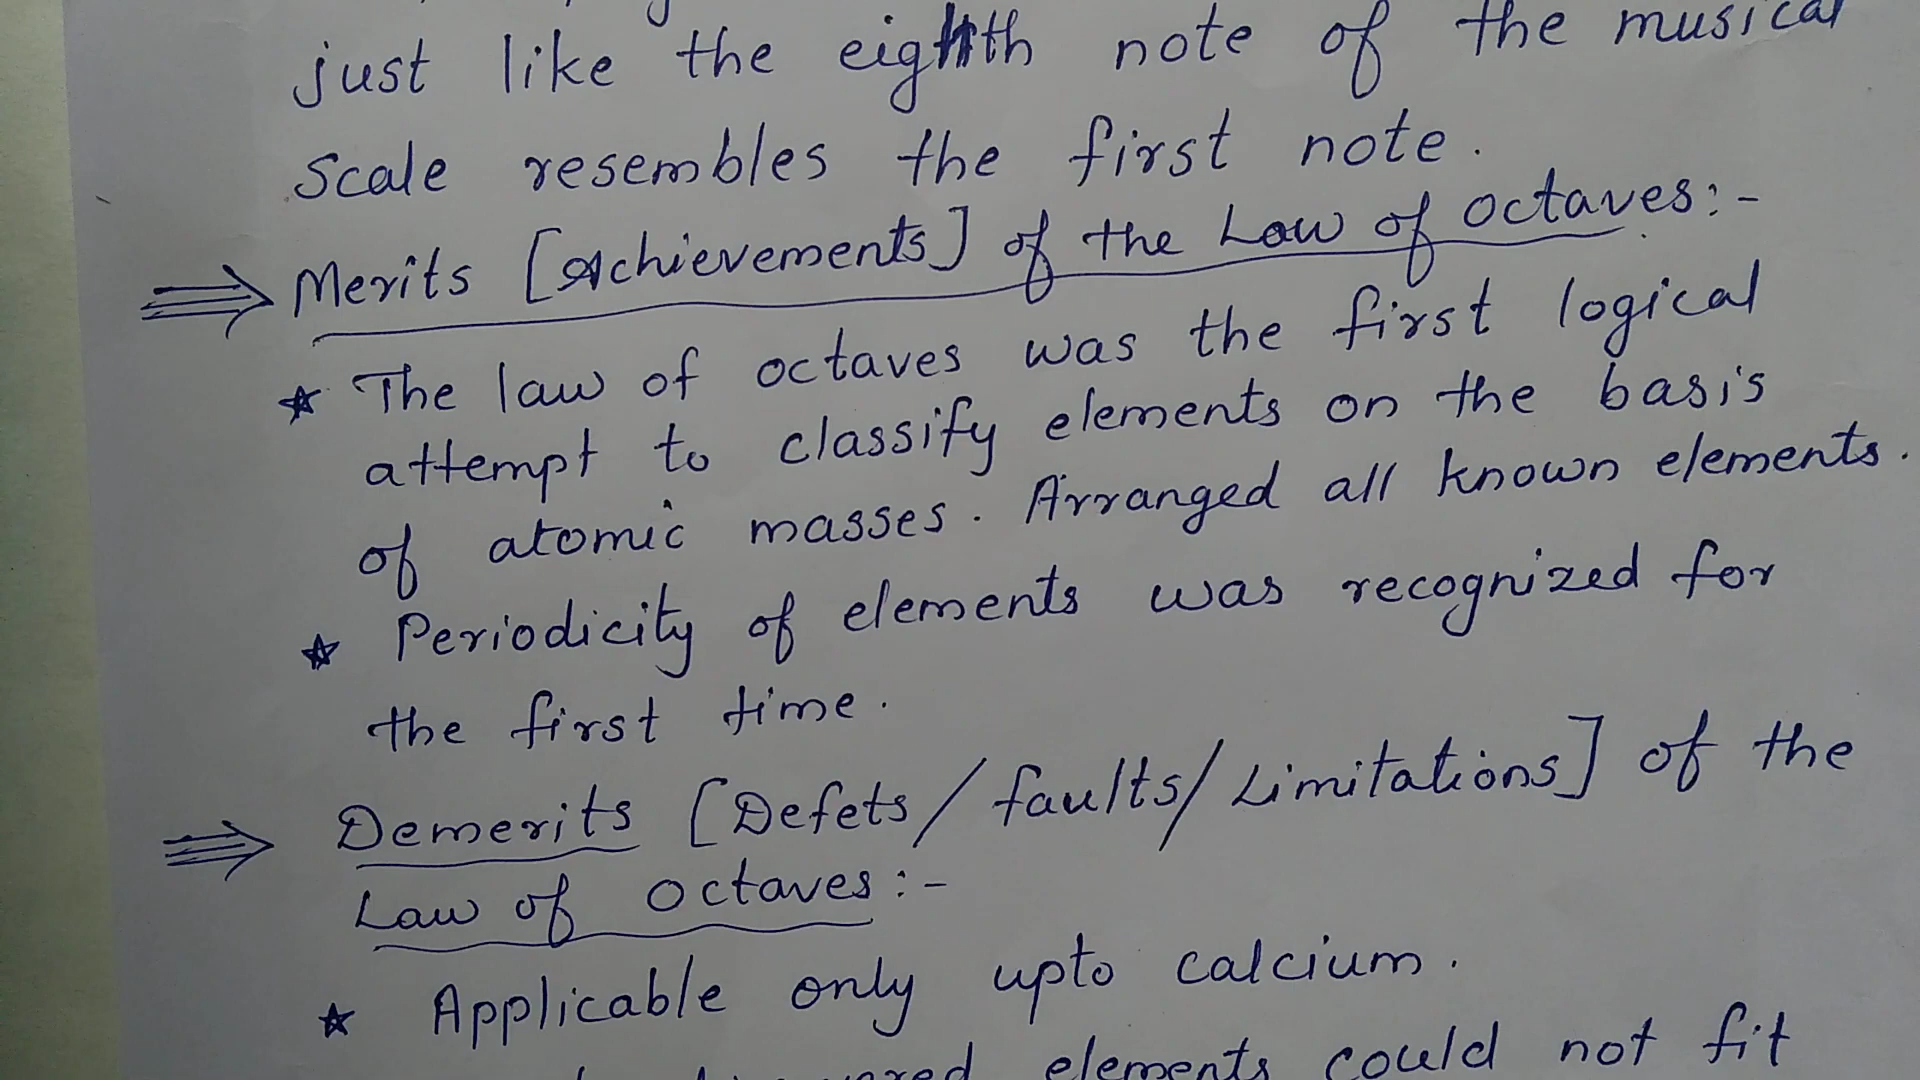 just like the eighth note of the musical
scale resembles the first note.
⇒ Merits [Achievements] of the Law of Octaves:-
★ The law of octaves was the first logical
attempt to classify elements on the basis
of atomic masses. Arranged all known elements.
★ Periodicity of elements was recognized for
the first time.
⇒ Demerits [Defets/faults/Limitations] of the
Law of Octaves:-
★ Applicable only upto calcium.
elements could not fit